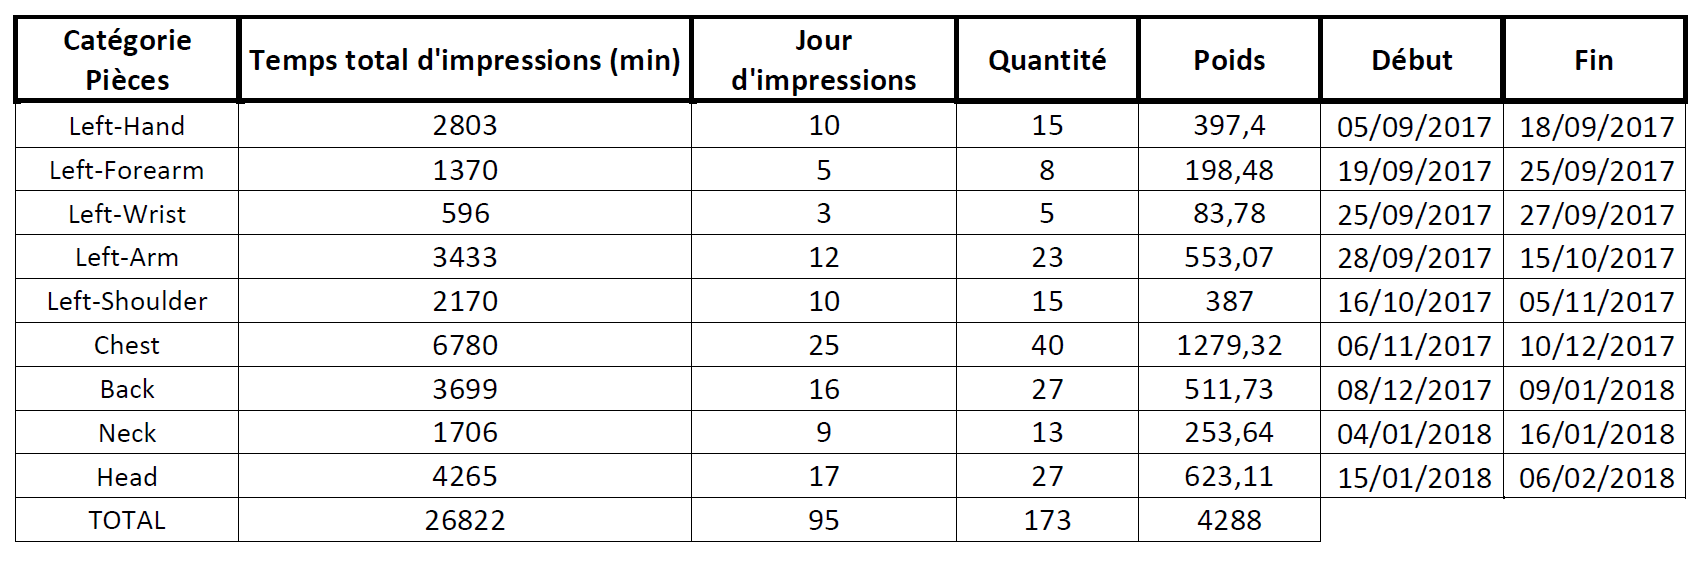 Catégorie Pièces | Temps total d'impressions (min) | Jour d'impressions | Quantité | Poids | Début | Fin
Left-Hand | 2803 | 10 | 15 | 397,4 | 05/09/2017 | 18/09/2017
Left-Forearm | 1370 | 5 | 8 | 198,48 | 19/09/2017 | 25/09/2017
Left-Wrist | 596 | 3 | 5 | 83,78 | 25/09/2017 | 27/09/2017
Left-Arm | 3433 | 12 | 23 | 553,07 | 28/09/2017 | 15/10/2017
Left-Shoulder | 2170 | 10 | 15 | 387 | 16/10/2017 | 05/11/2017
Chest | 6780 | 25 | 40 | 1279,32 | 06/11/2017 | 10/12/2017
Back | 3699 | 16 | 27 | 511,73 | 08/12/2017 | 09/01/2018
Neck | 1706 | 9 | 13 | 253,64 | 04/01/2018 | 16/01/2018
Head | 4265 | 17 | 27 | 623,11 | 15/01/2018 | 06/02/2018
TOTAL | 26822 | 95 | 173 | 4288